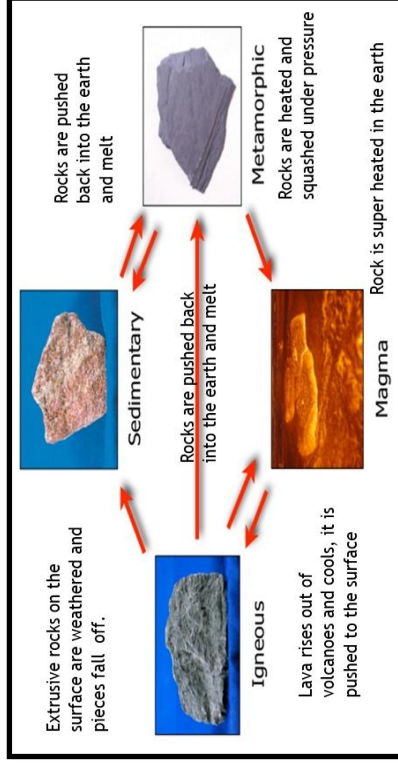 Extrusive rocks on the
surface are weathered and
pieces fall off.
Sedimentary
Rocks are pushed
back into the earth
and melt
Igneous
Rocks are pushed back
into the earth and melt
Metamorphic
Rocks are heated and
squashed under pressure
Lava rises out of
volcanoes and cools, it is
pushed to the surface
Magma
Rock is super heated in the earth